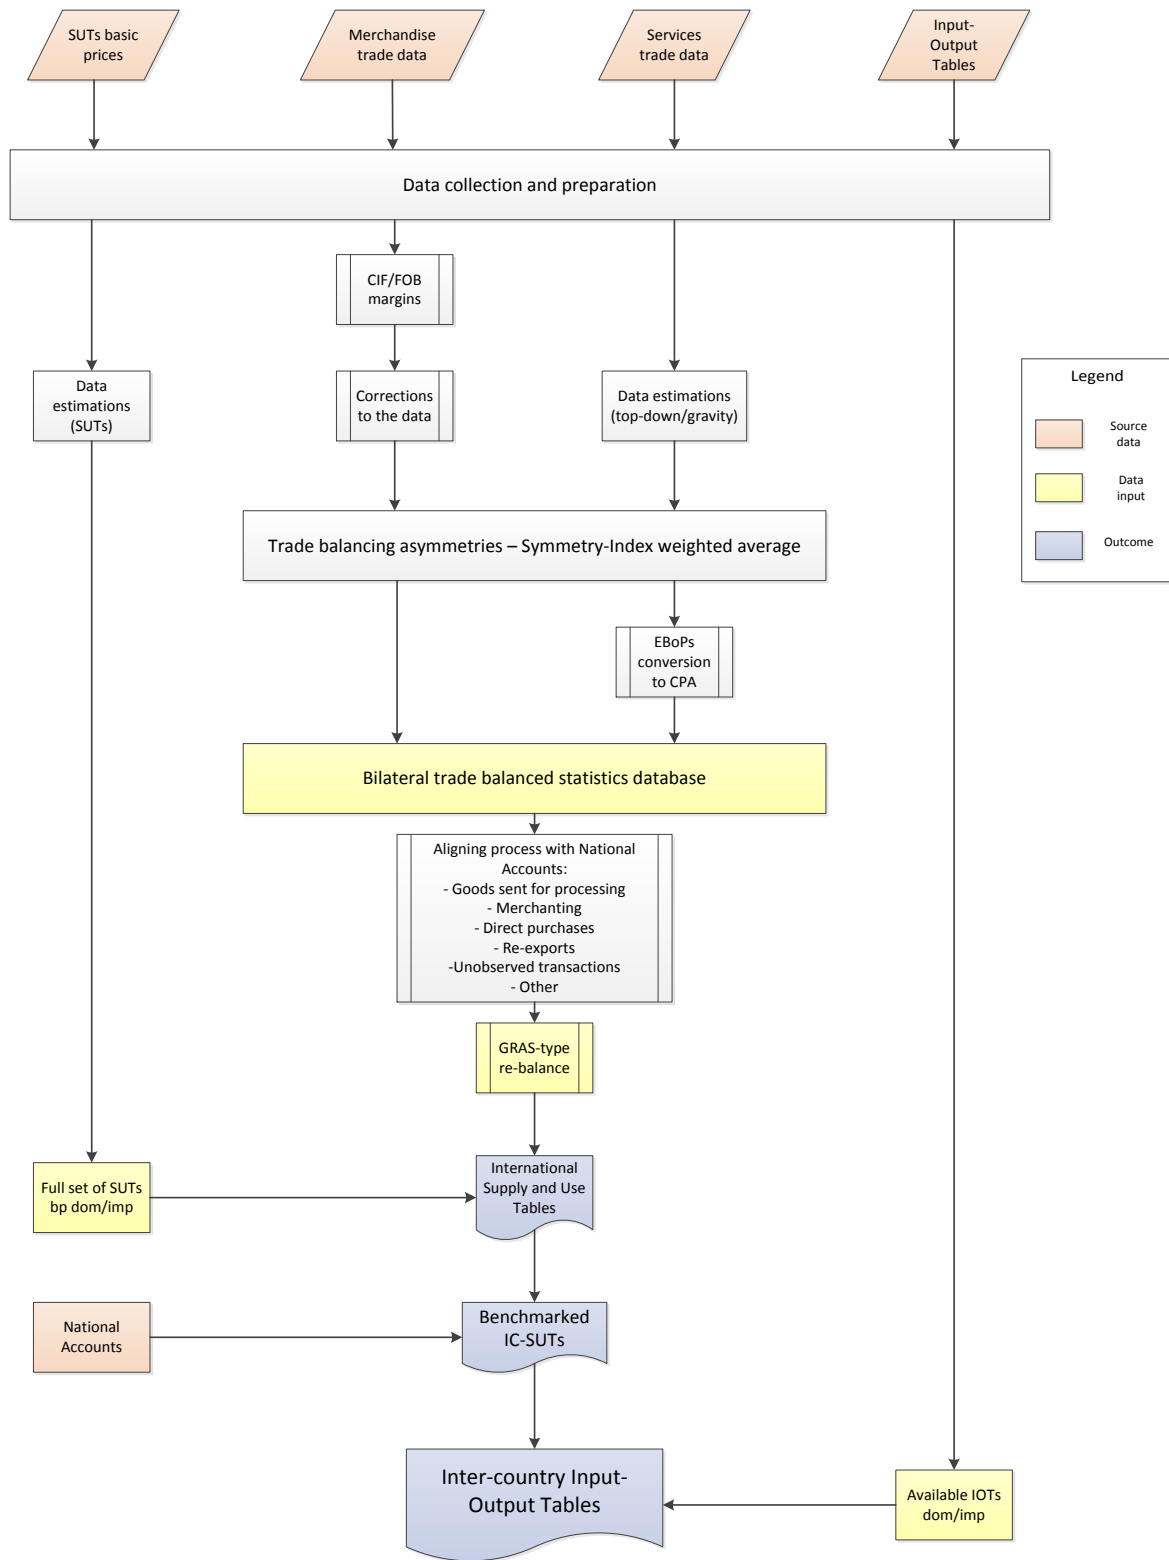 SUTs basic
prices
Merchandise
trade data
Services
trade data
Input-
Output
Tables
Data collection and preparation
CIF/FOB
margins
Data
estimations
(SUTs)
Corrections
to the data
Data estimations
(top-down/gravity)
Legend
Source
data
Data
input
Outcome
Trade balancing asymmetries – Symmetry-Index weighted average
EBoPs
conversion
to CPA
Bilateral trade balanced statistics database
Aligning process with National
Accounts:
- Goods sent for processing
- Merchanting
- Direct purchases
- Re-exports
-Unobserved transactions
- Other
GRAS-type
re-balance
Full set of SUTs
bp dom/imp
International
Supply and Use
Tables
National
Accounts
Benchmarked
IC-SUTs
Inter-country Input-
Output Tables
Available IOTs
dom/imp